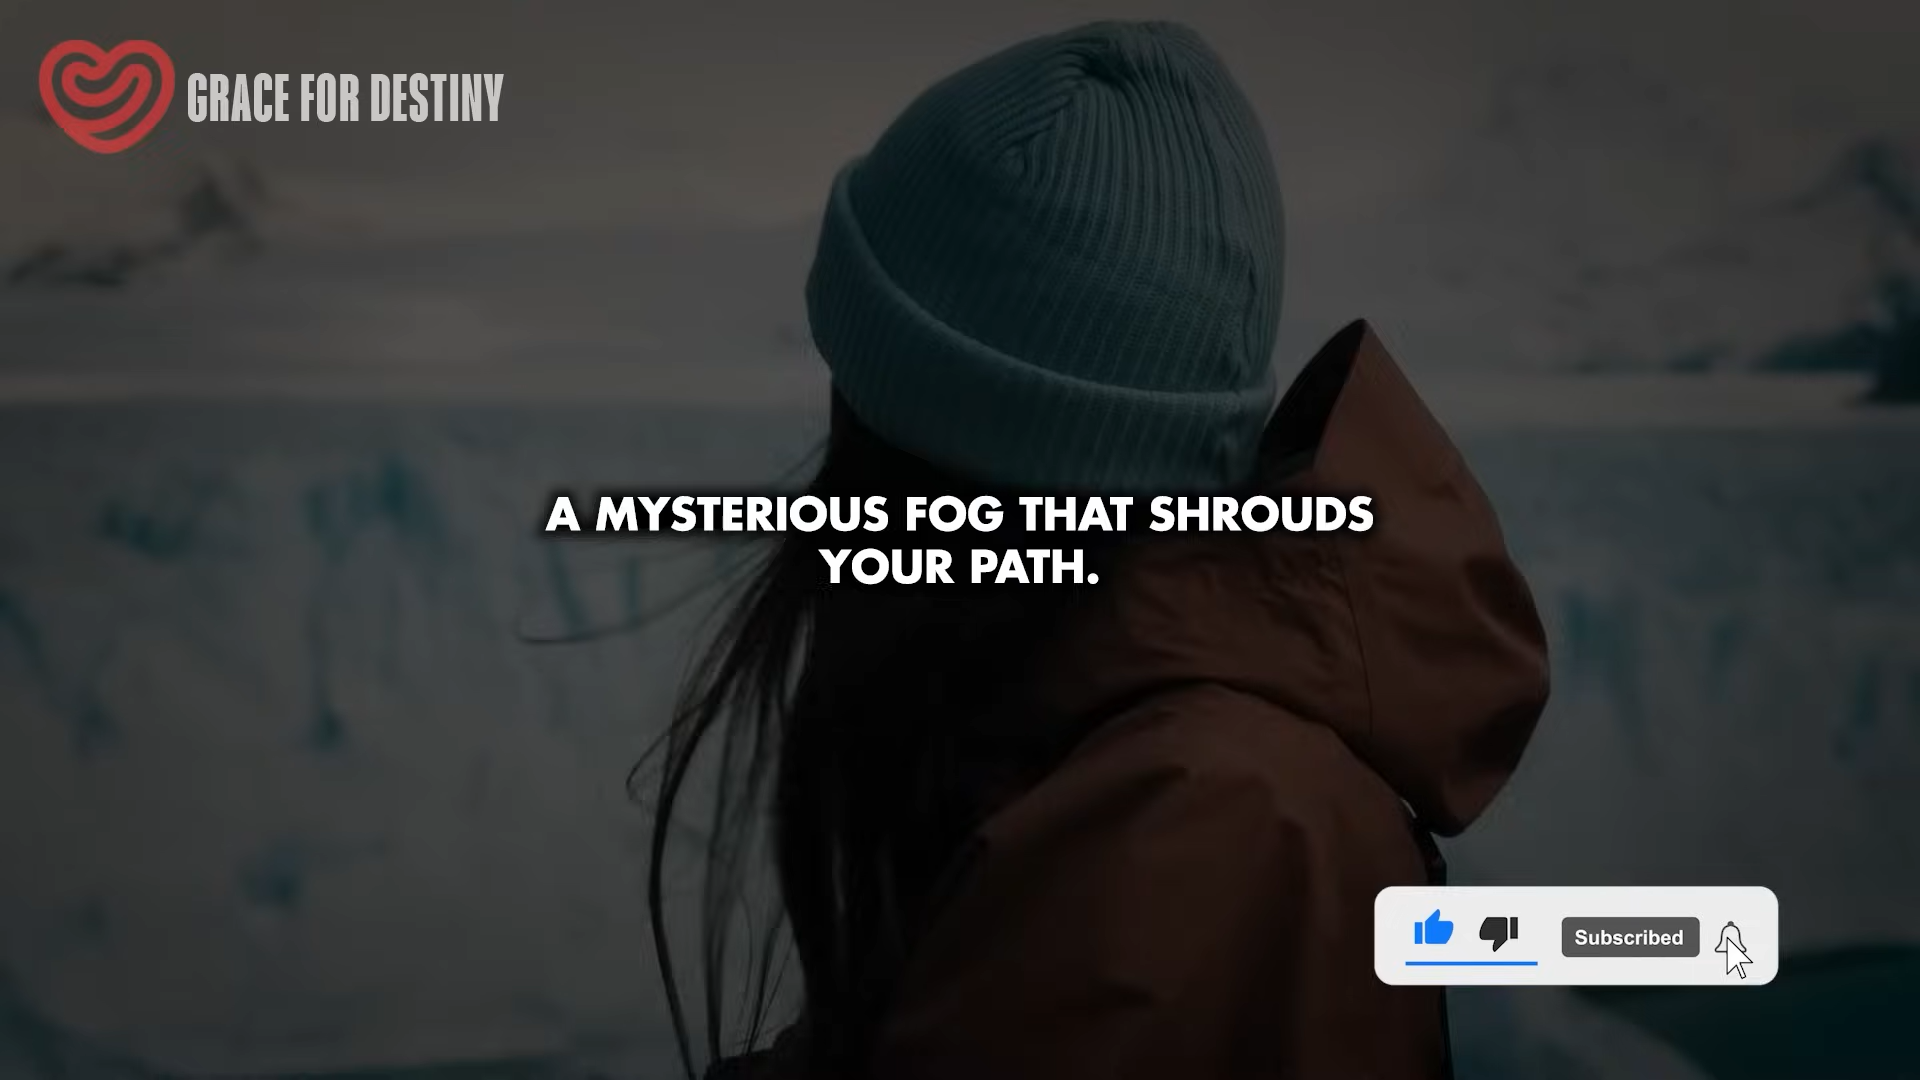 GRACE FOR DESTINY
A MYSTERIOUS FOG THAT SHROUDS
YOUR PATH.
Subscribed